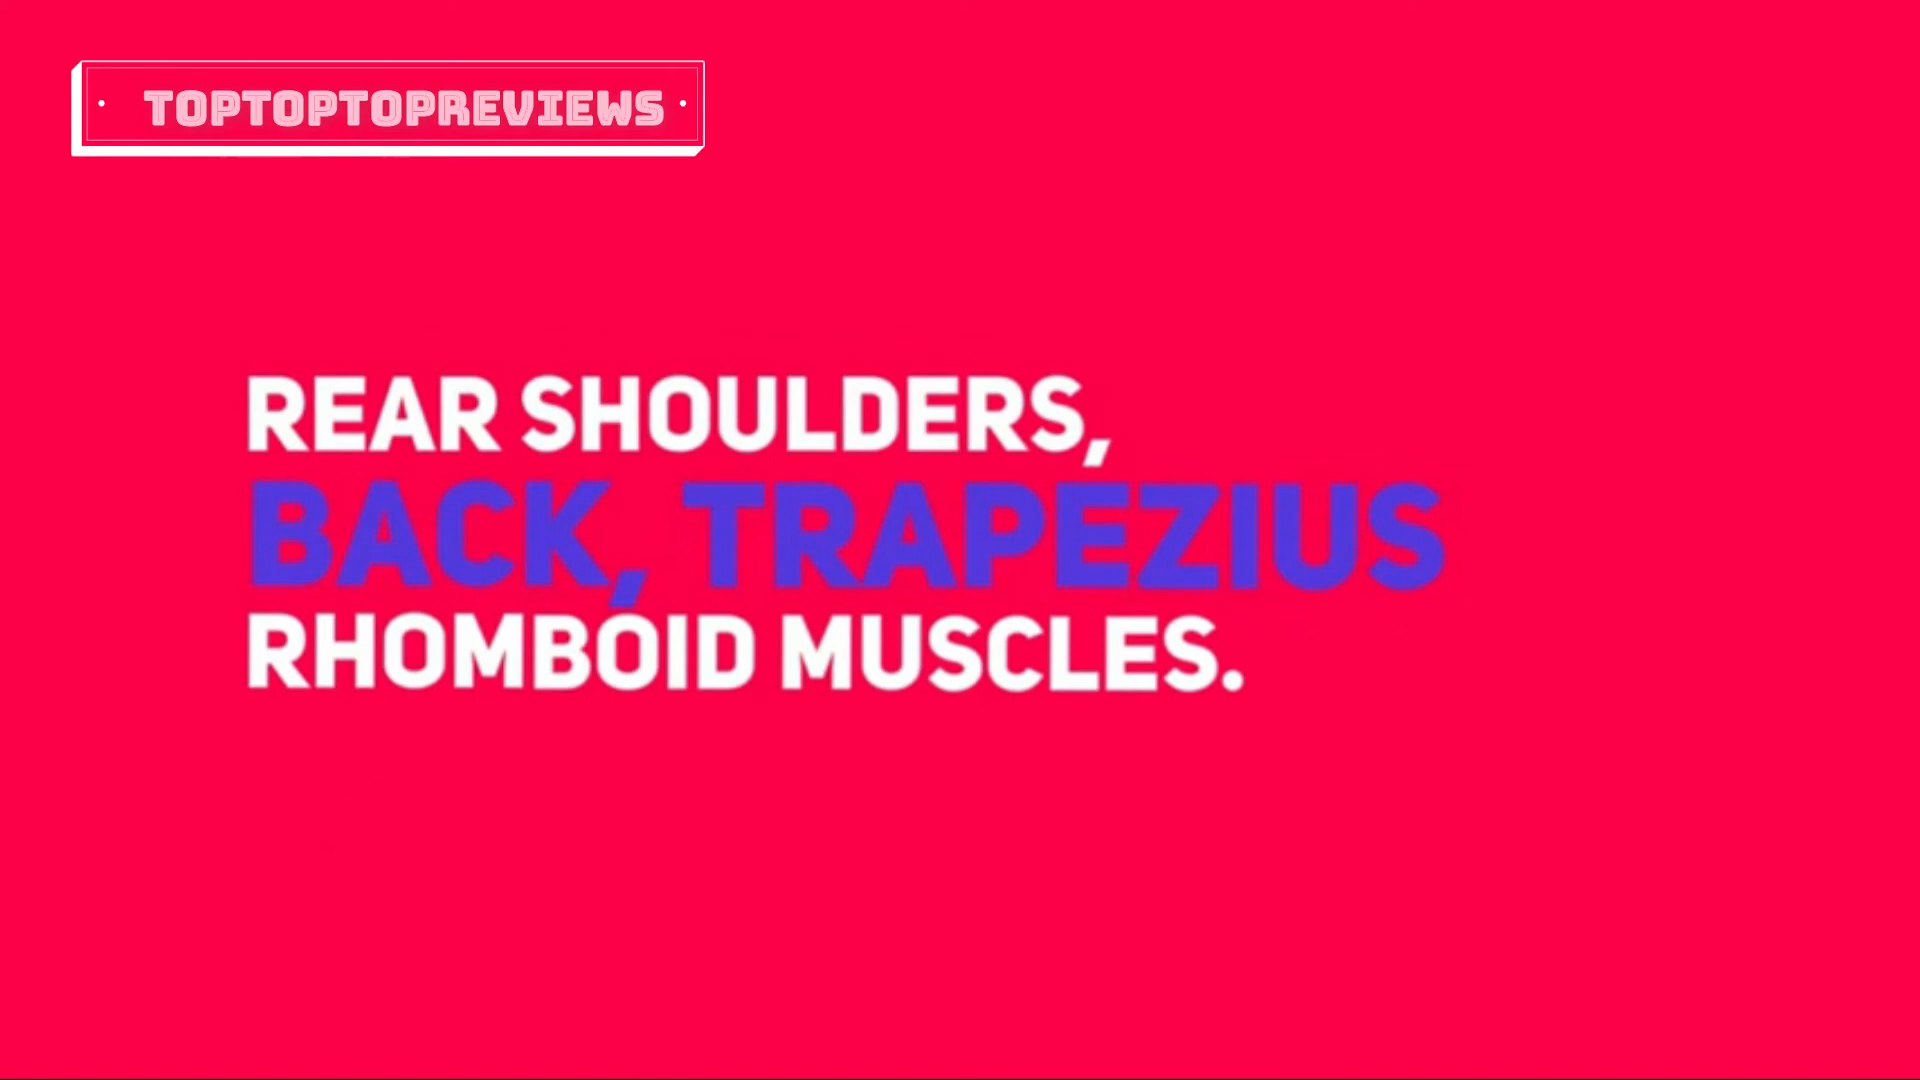 TOPTOPTOPREVIEWS
REAR SHOULDERS,
BACK, TRAPEZIUS
RHOMBOID MUSCLES.